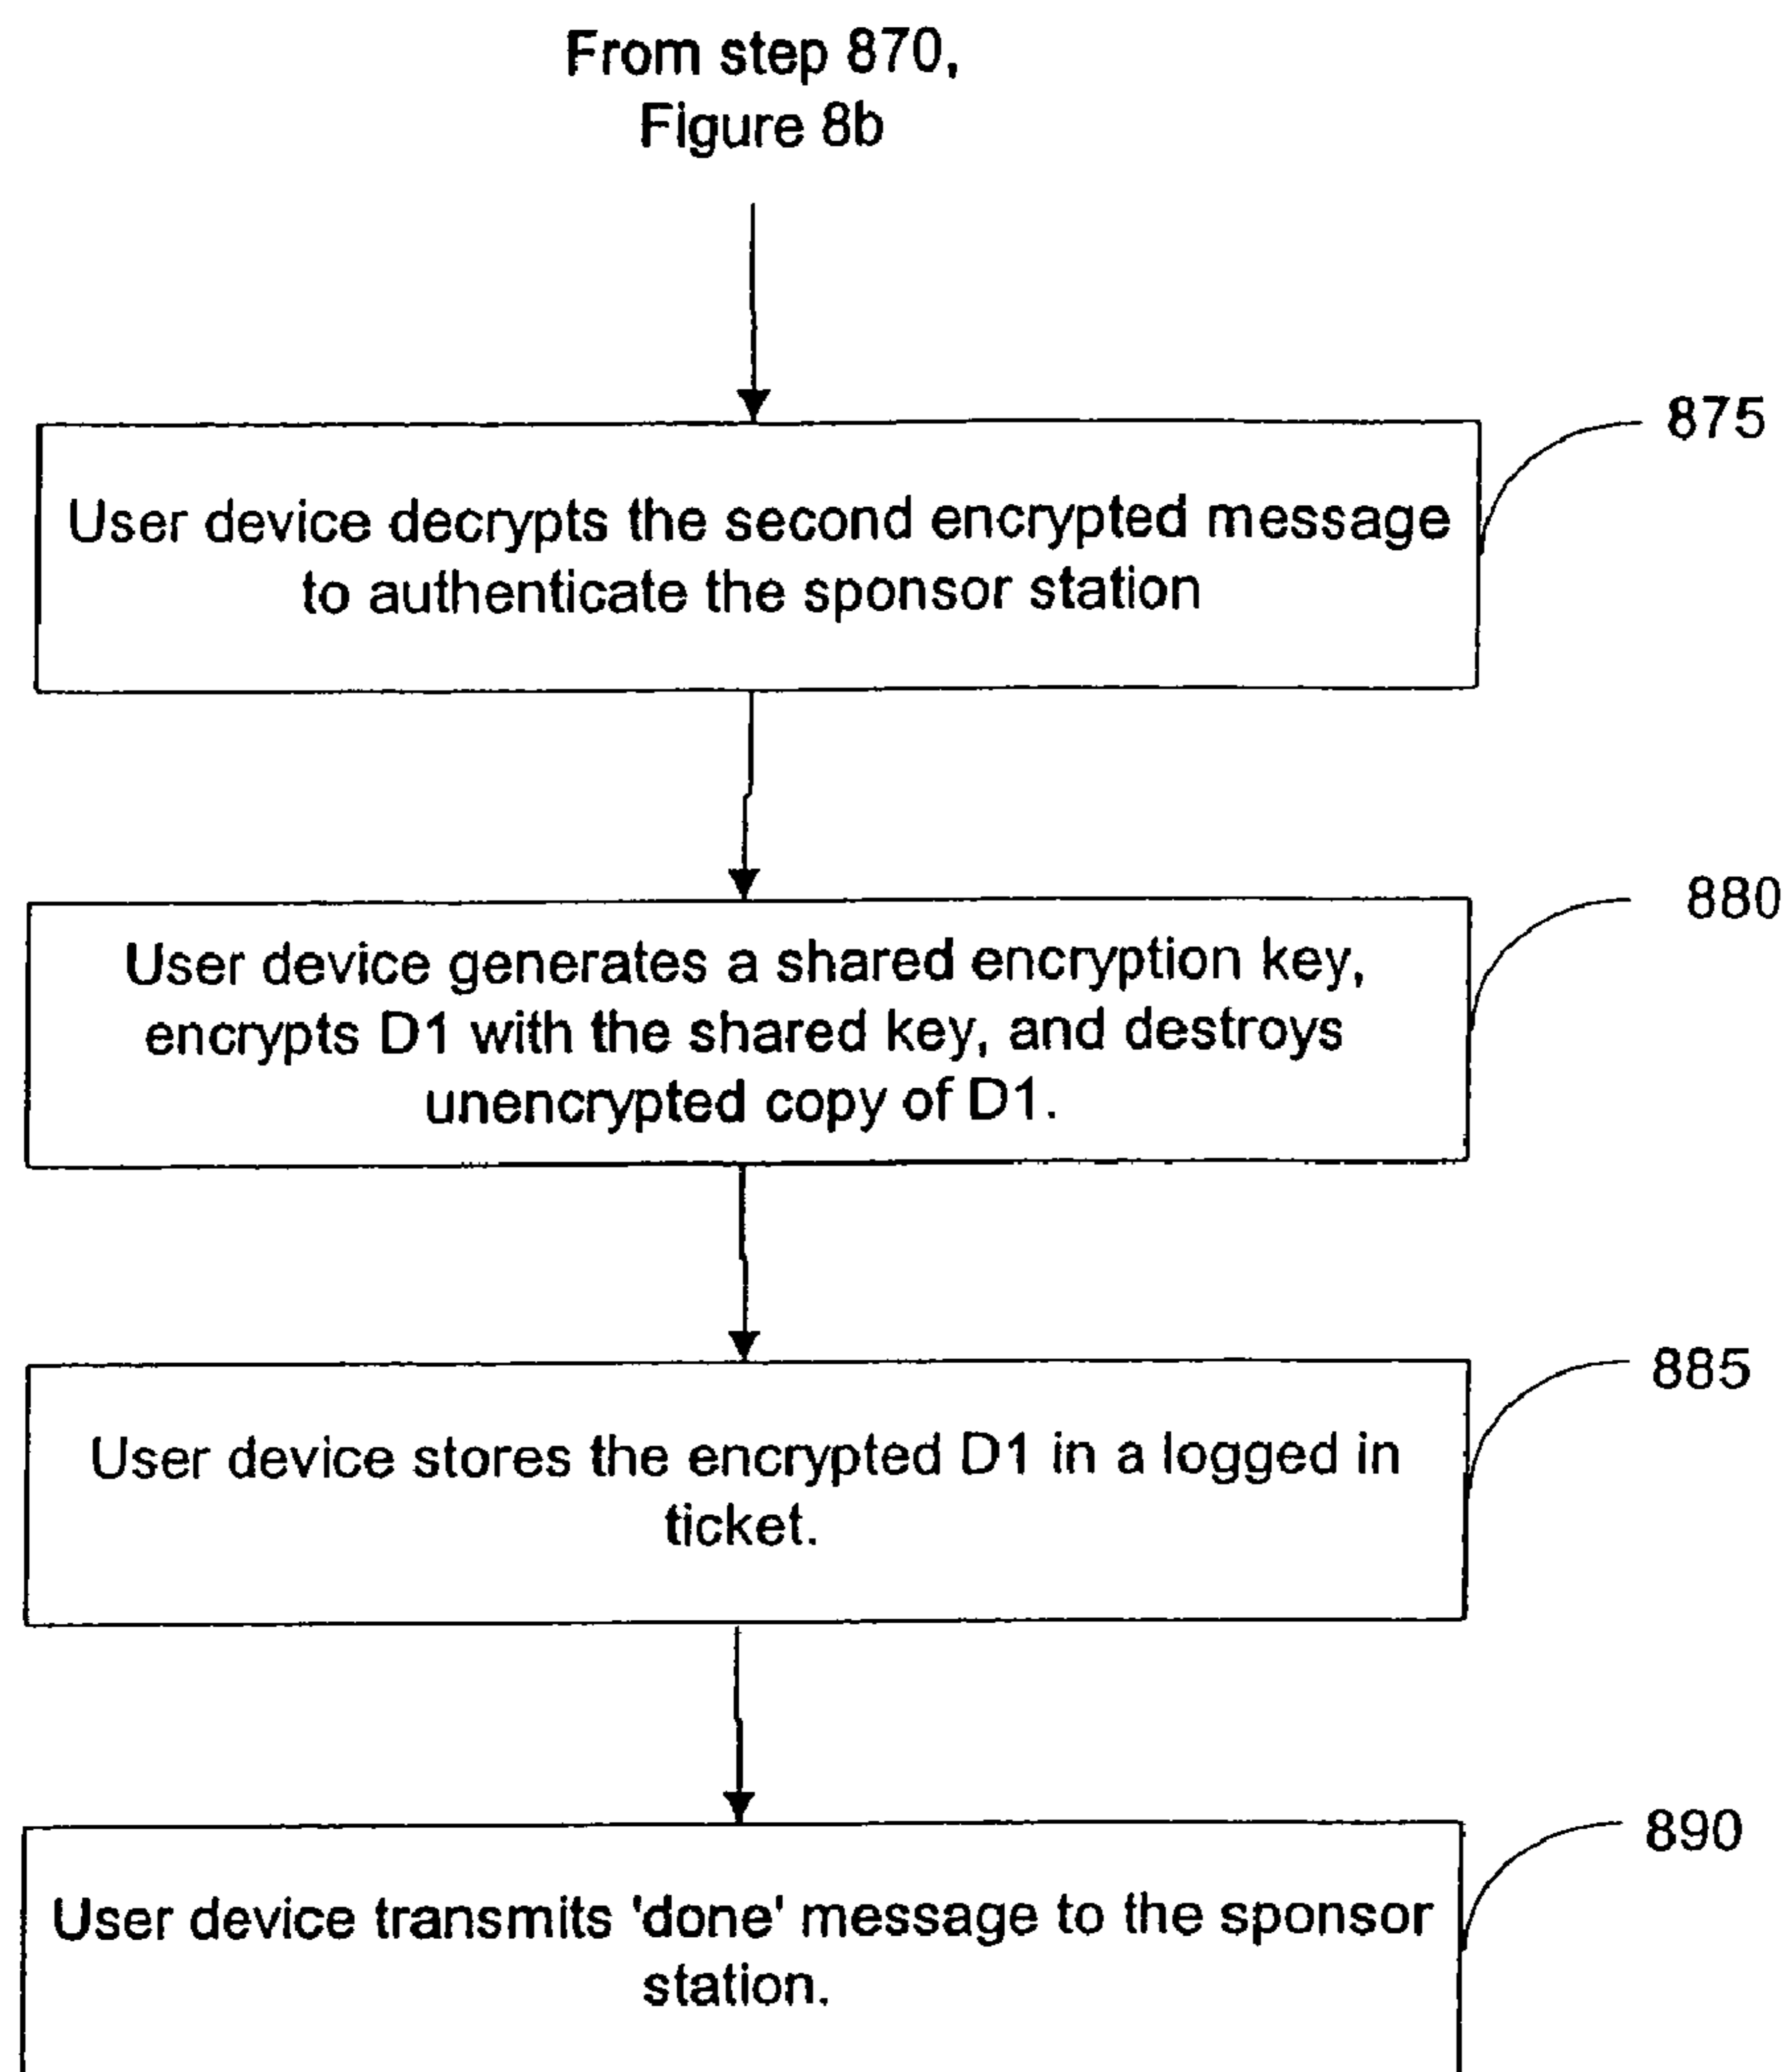 From step 870,
Figure 8b
875
User device decrypts the second encrypted message
to authenticate the sponsor station
880
User device generates a shared encryption key,
encrypts D1 with the shared key, and destroys
unencrypted copy of D1.
885
User device stores the encrypted D1 in a logged in
ticket.
890
User device transmits 'done' message to the sponsor
station.